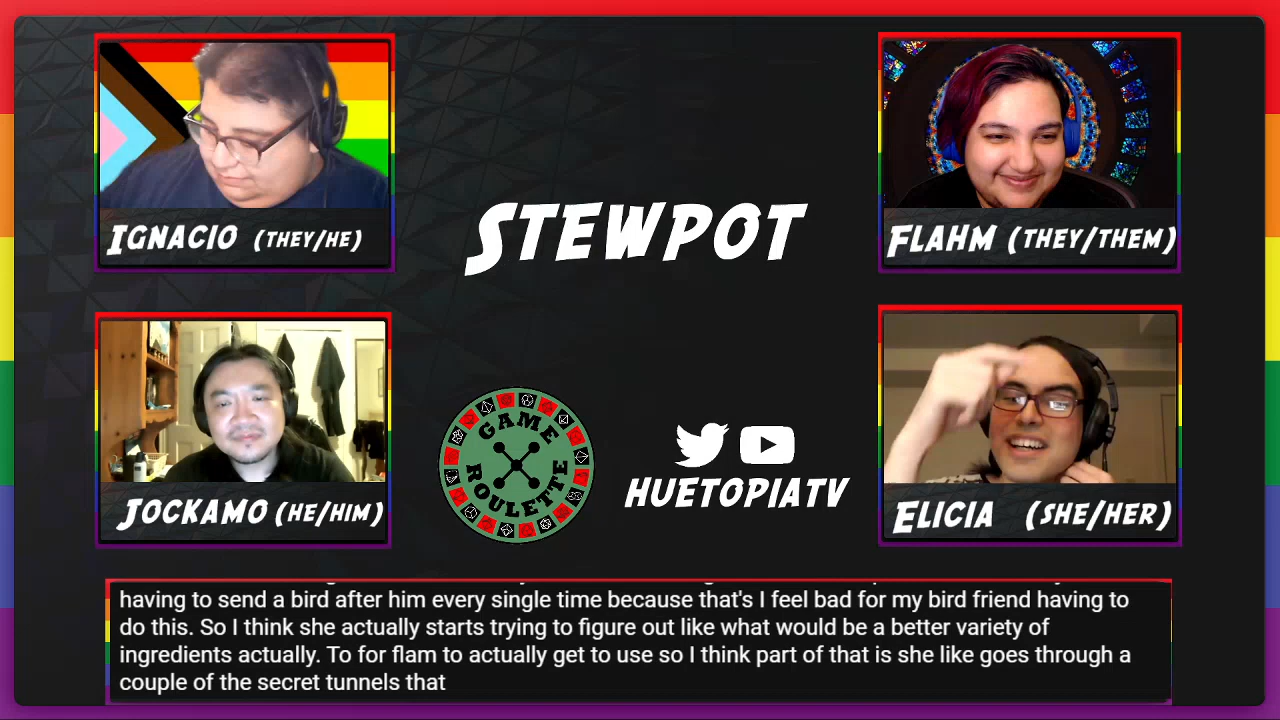 IGNACIO (THEY/HE)
FLAHM (THEY/THEM)
STEWPOT
JOCKAMO (HE/HIM)
GAME
ROULETTE
HUETOPIATV
ELICIA (SHE/HER)
having to send a bird after him every single time because that's I feel bad for my bird friend having to
do this. So I think she actually starts trying to figure out like what would be a better variety of
ingredients actually. To for flam to actually get to use so I think part of that is she like goes through a
couple of the secret tunnels that